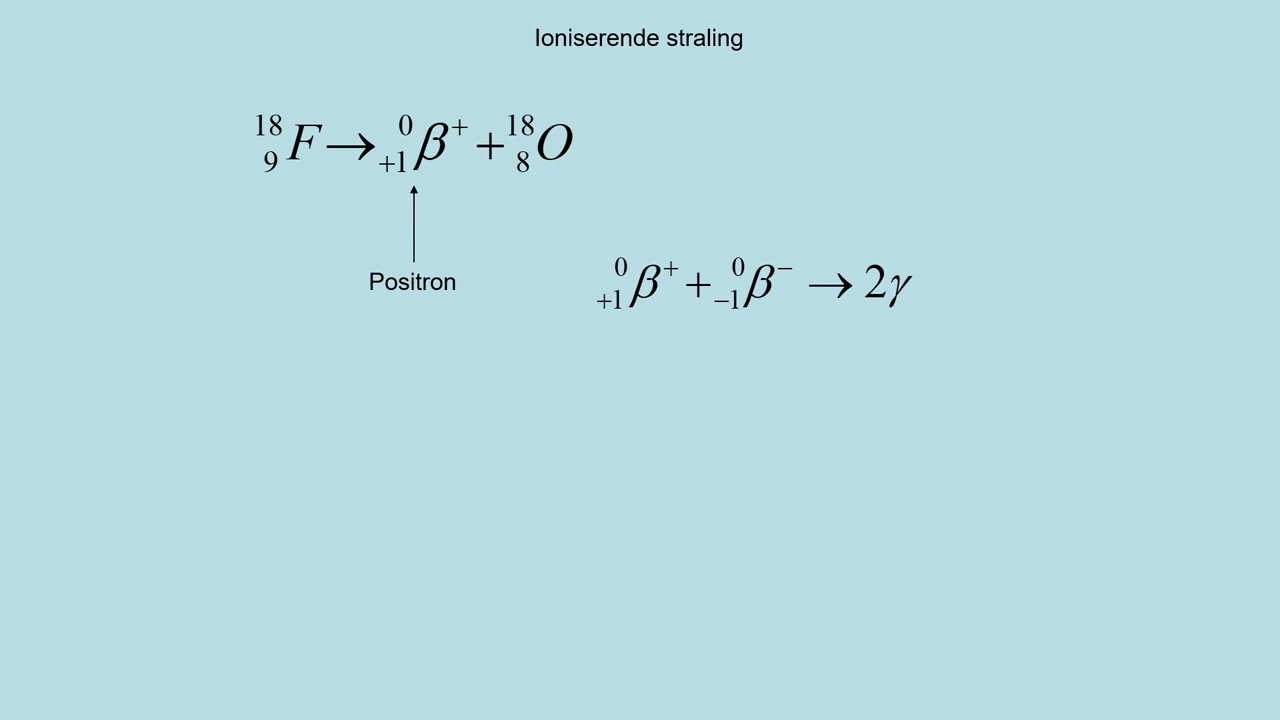 Ioniserende straling
¹⁸₉F → ⁰₊₁β⁺ + ¹⁸₈O
Positron
⁰₊₁β⁺ + ⁰₋₁β⁻ → 2γ